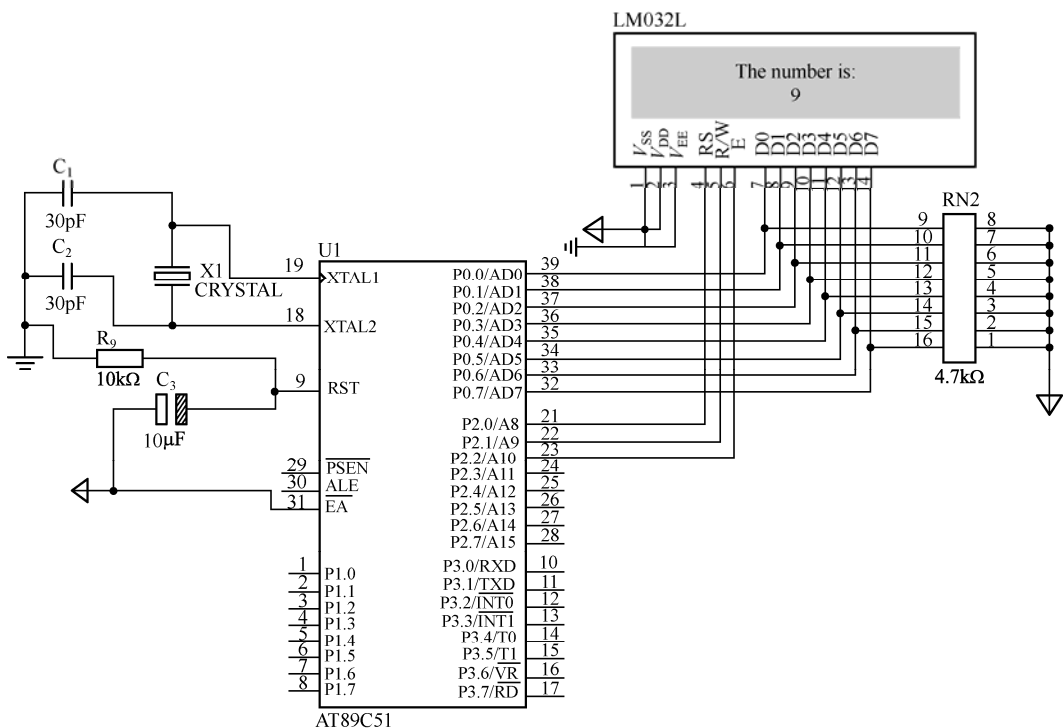 LM032L
The number is:
9
VSS
VDD
VEE
RS
R/W
E
D0
D1
D2
D3
D4
D5
D6
D7
1
2
3
4
5
6
7
8
9
0
1
2
3
4
C1
30pF
C2
30pF
X1
CRYSTAL
R9
10kΩ
C3
10μF
U1
19 XTAL1
18 XTAL2
9 RST
29 PSEN
30 ALE
31 EA
1 P1.0
2 P1.1
3 P1.2
4 P1.3
5 P1.4
6 P1.5
7 P1.6
8 P1.7
P0.0/AD0 39
P0.1/AD1 38
P0.2/AD2 37
P0.3/AD3 36
P0.4/AD4 35
P0.5/AD5 34
P0.6/AD6 33
P0.7/AD7 32
P2.0/A8 21
P2.1/A9 22
P2.2/A10 23
P2.3/A11 24
P2.4/A12 25
P2.5/A13 26
P2.6/A14 27
P2.7/A15 28
P3.0/RXD 10
P3.1/TXD 11
P3.2/INT0 12
P3.3/INT1 13
P3.4/T0 14
P3.5/T1 15
P3.6/VR 16
P3.7/RD 17
AT89C51
RN2
9 8
10 7
11 6
12 5
13 4
14 3
15 2
16 1
4.7kΩ